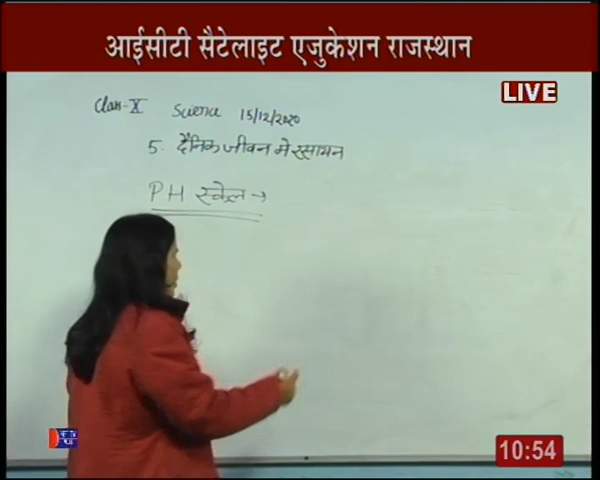 आईसीटी सैटेलाइट एजुकेशन राजस्थान
LIVE
Class-X Science 15/12/2020
5. दैनिक जीवन मे रसायन
PH स्केल →
10:54